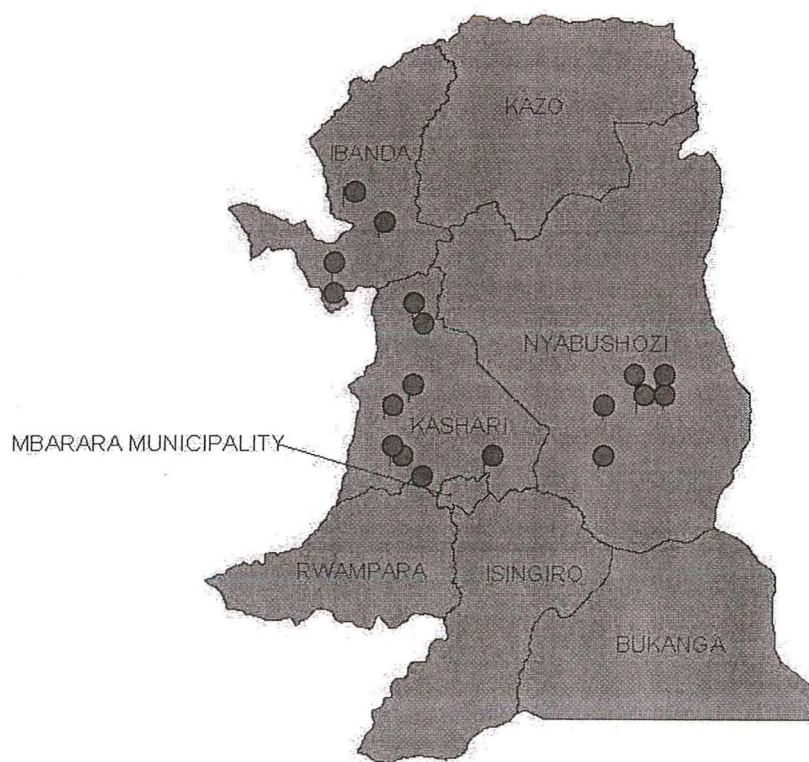 KAZO
IBANDA
NYABUSHOZI
KASHARI
MBARARA MUNICIPALITY
RWAMPARA
ISINGIRO
BUKANGA